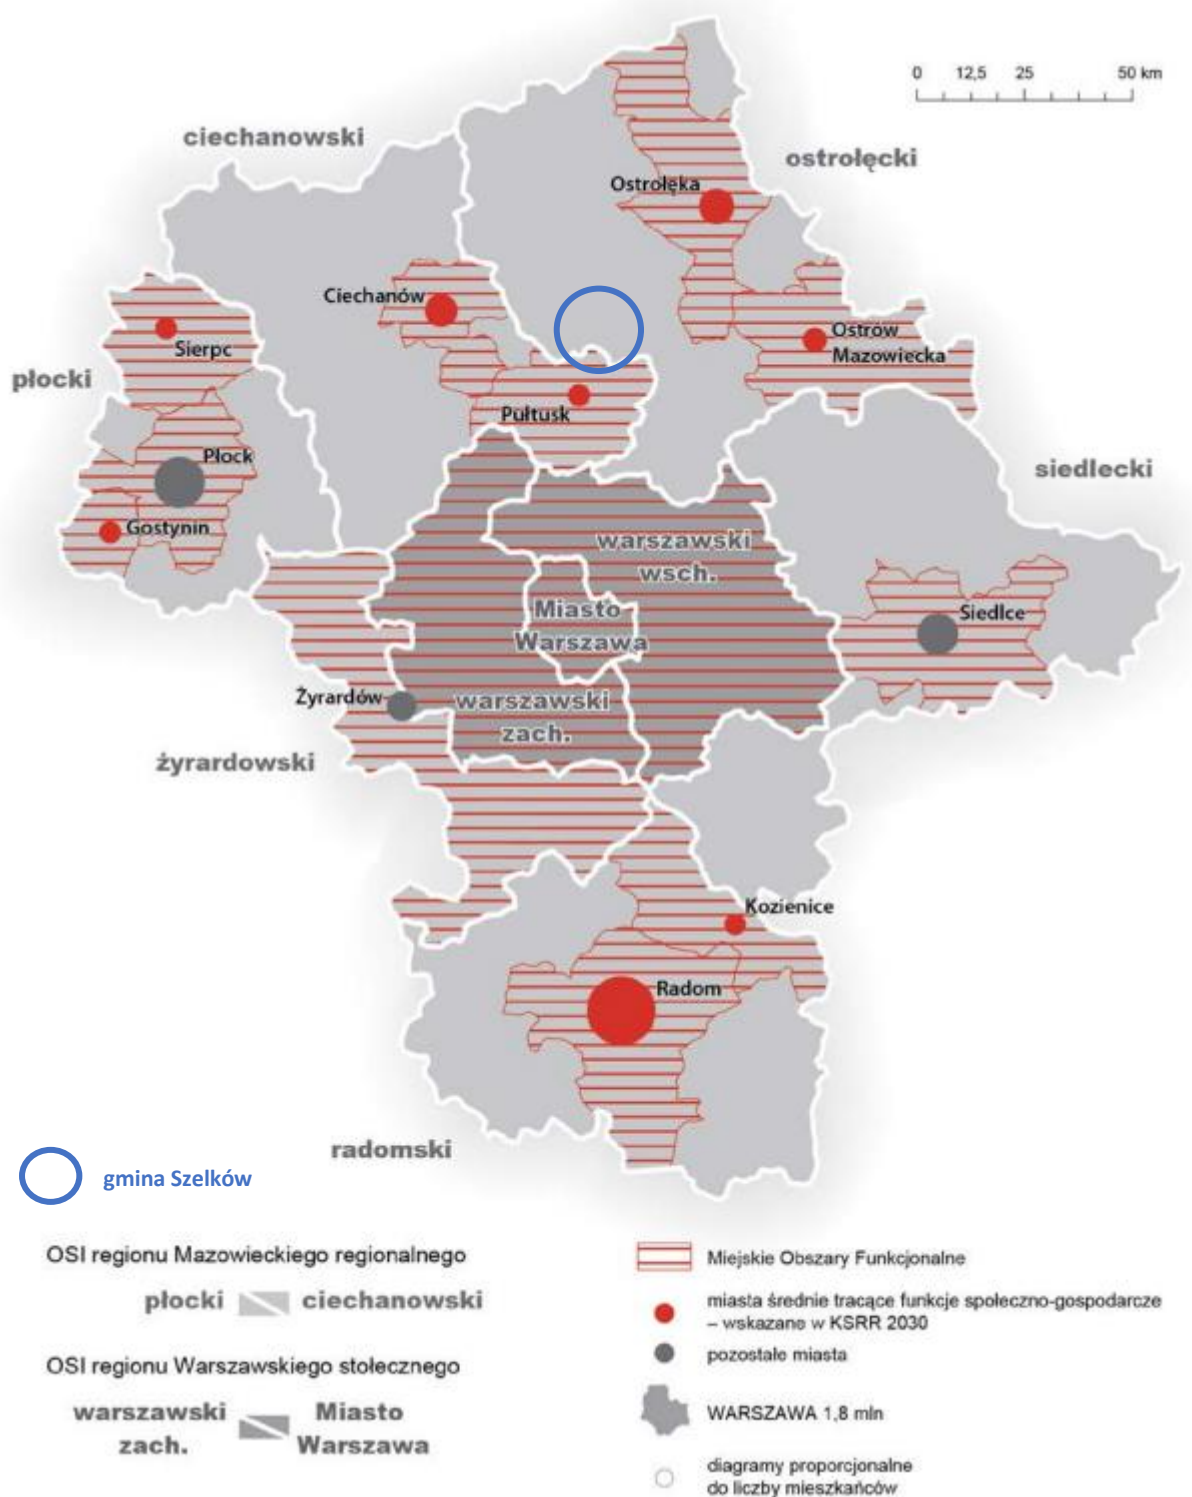 0 12,5 25 50 km
ciechanowski
ostrołęcki
Ostrołęka
Ciechanów
Ostrów
Mazowiecka
Sierpc
płocki
Pułtusk
Płock
siedlecki
Gostynin
warszawski
wsch.
Miasto
Warszawa
Siedlce
Żyrardów
warszawski
zach.
żyrardowski
Kozienice
Radom
radomski
gmina Szelków
OSI regionu Mazowieckiego regionalnego
płocki ciechanowski
OSI regionu Warszawskiego stołecznego
warszawski
zach.
Miasto
Warszawa
Miejskie Obszary Funkcjonalne
miasta średnie tracące funkcje społeczno-gospodarcze
– wskazane w KSRR 2030
pozostałe miasta
WARSZAWA 1,8 mln
diagramy proporcjonalne
do liczby mieszkańców